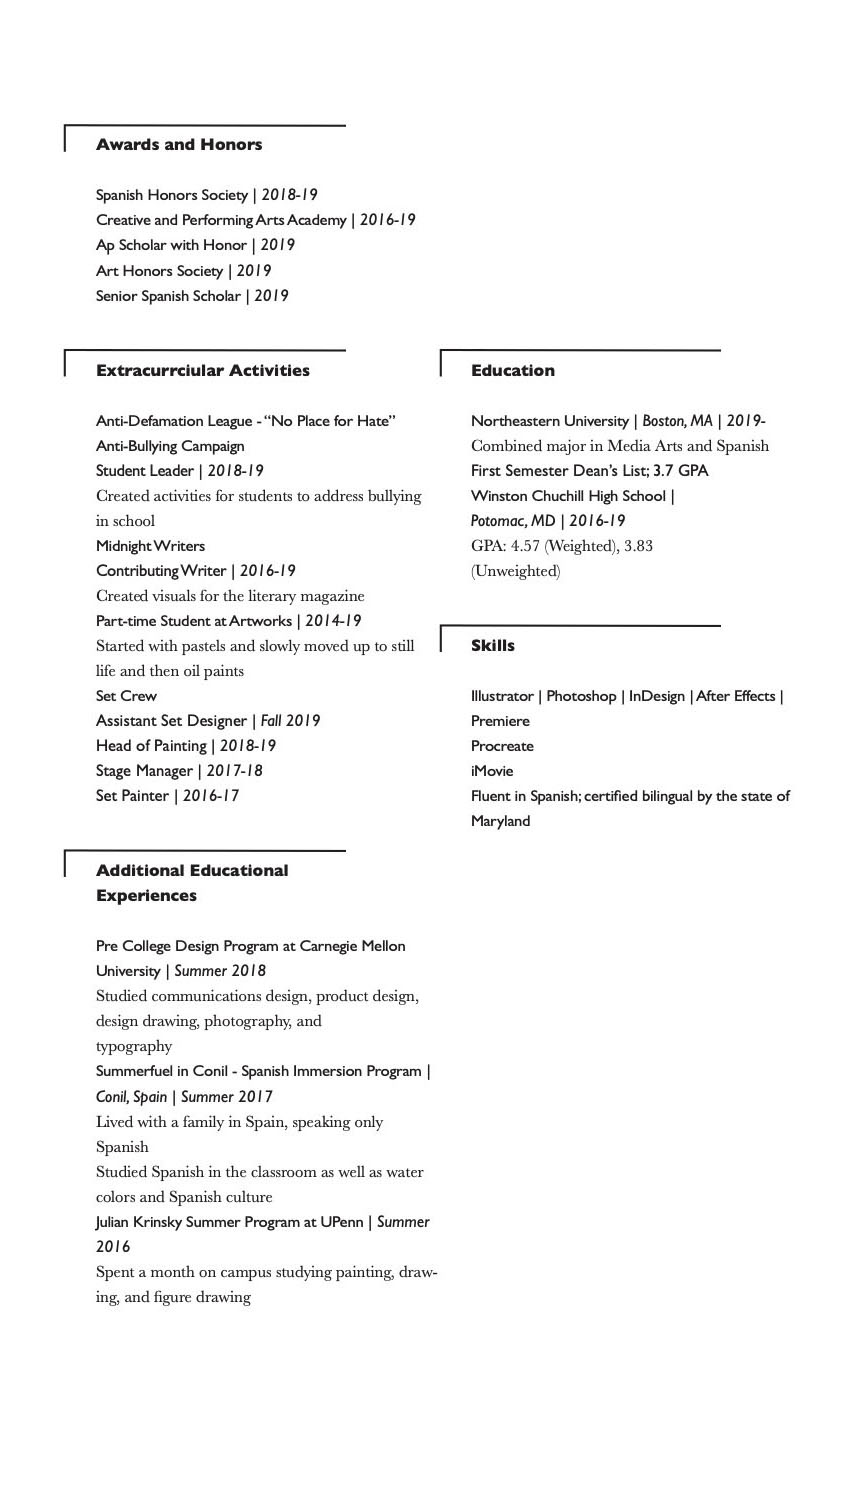 Awards and Honors
Spanish Honors Society | 2018-19
Creative and Performing Arts Academy | 2016-19
Ap Scholar with Honor | 2019
Art Honors Society | 2019
Senior Spanish Scholar | 2019
Extracurrciular Activities
Anti-Defamation League - “No Place for Hate”
Anti-Bullying Campaign
Student Leader | 2018-19
Created activities for students to address bullying
in school
Midnight Writers
Contributing Writer | 2016-19
Created visuals for the literary magazine
Part-time Student at Artworks | 2014-19
Started with pastels and slowly moved up to still
life and then oil paints
Set Crew
Assistant Set Designer | Fall 2019
Head of Painting | 2018-19
Stage Manager | 2017-18
Set Painter | 2016-17
Additional Educational
Experiences
Pre College Design Program at Carnegie Mellon
University | Summer 2018
Studied communications design, product design,
design drawing, photography, and
typography
Summerfuel in Conil - Spanish Immersion Program |
Conil, Spain | Summer 2017
Lived with a family in Spain, speaking only
Spanish
Studied Spanish in the classroom as well as water
colors and Spanish culture
Julian Krinsky Summer Program at UPenn | Summer
2016
Spent a month on campus studying painting, draw-
ing, and figure drawing
Education
Northeastern University | Boston, MA | 2019-
Combined major in Media Arts and Spanish
First Semester Dean’s List; 3.7 GPA
Winston Chuchill High School |
Potomac, MD | 2016-19
GPA: 4.57 (Weighted), 3.83
(Unweighted)
Skills
Illustrator | Photoshop | InDesign | After Effects |
Premiere
Procreate
iMovie
Fluent in Spanish; certified bilingual by the state of
Maryland